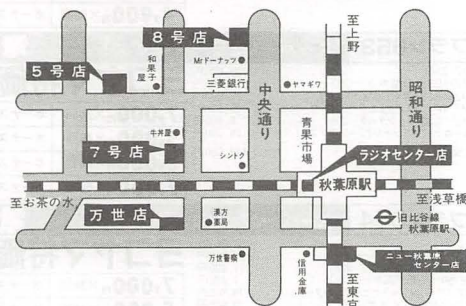 8号店
至上野
和菓子屋
Mrドーナッツ
三菱銀行
中央通り
ヤマギワ
昭和通り
5号店
青果市場
牛丼屋
7号店
シントク
ラジオセンター店
秋葉原駅
至お茶の水
至浅草橋
万世店
漢方薬局
日比谷線
秋葉原駅
万世警察
信用金庫
ニュー秋葉原
センター店
至東京